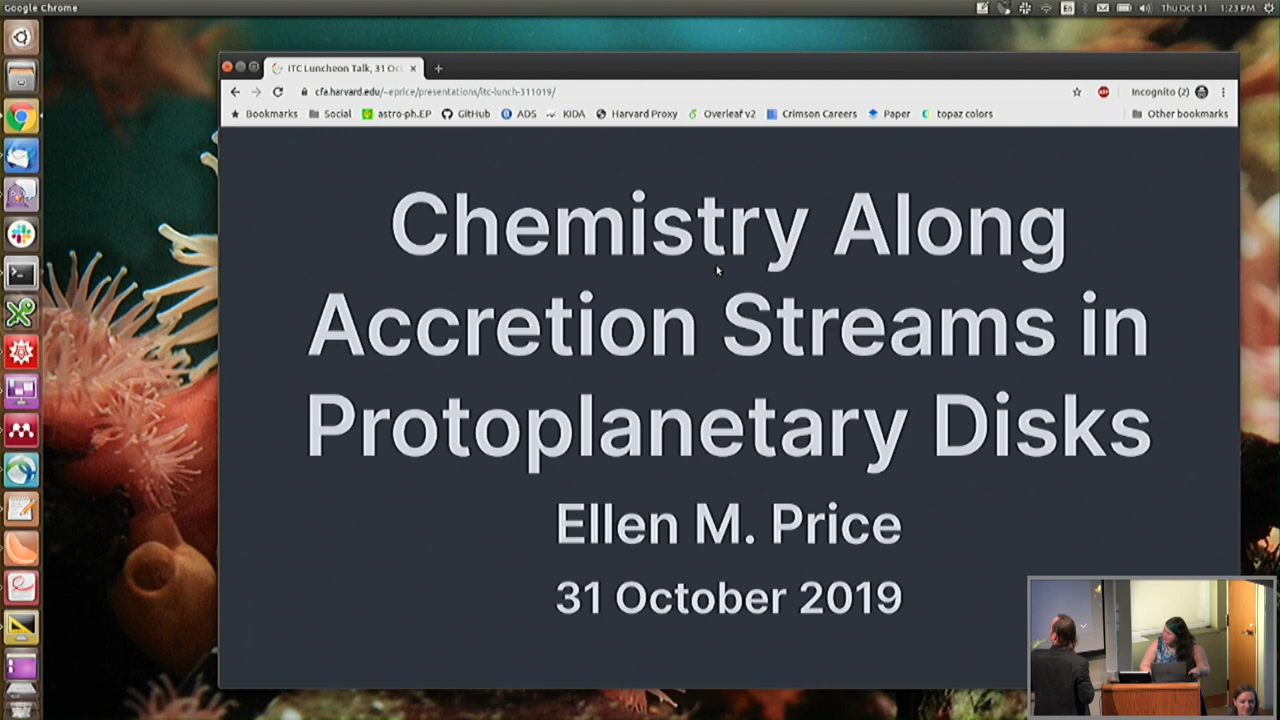 Google Chrome
En
Thu Oct 31 1:23 PM
ITC Luncheon Talk, 31 Oc
cfa.harvard.edu/~eprice/presentations/itc-lunch-311019/
Incognito (2)
Bookmarks Social astro-ph.EP GitHub ADS KIDA Harvard Proxy Overleaf v2 Crimson Careers Paper topaz colors Other bookmarks
Chemistry Along
Accretion Streams in
Protoplanetary Disks
Ellen M. Price
31 October 2019